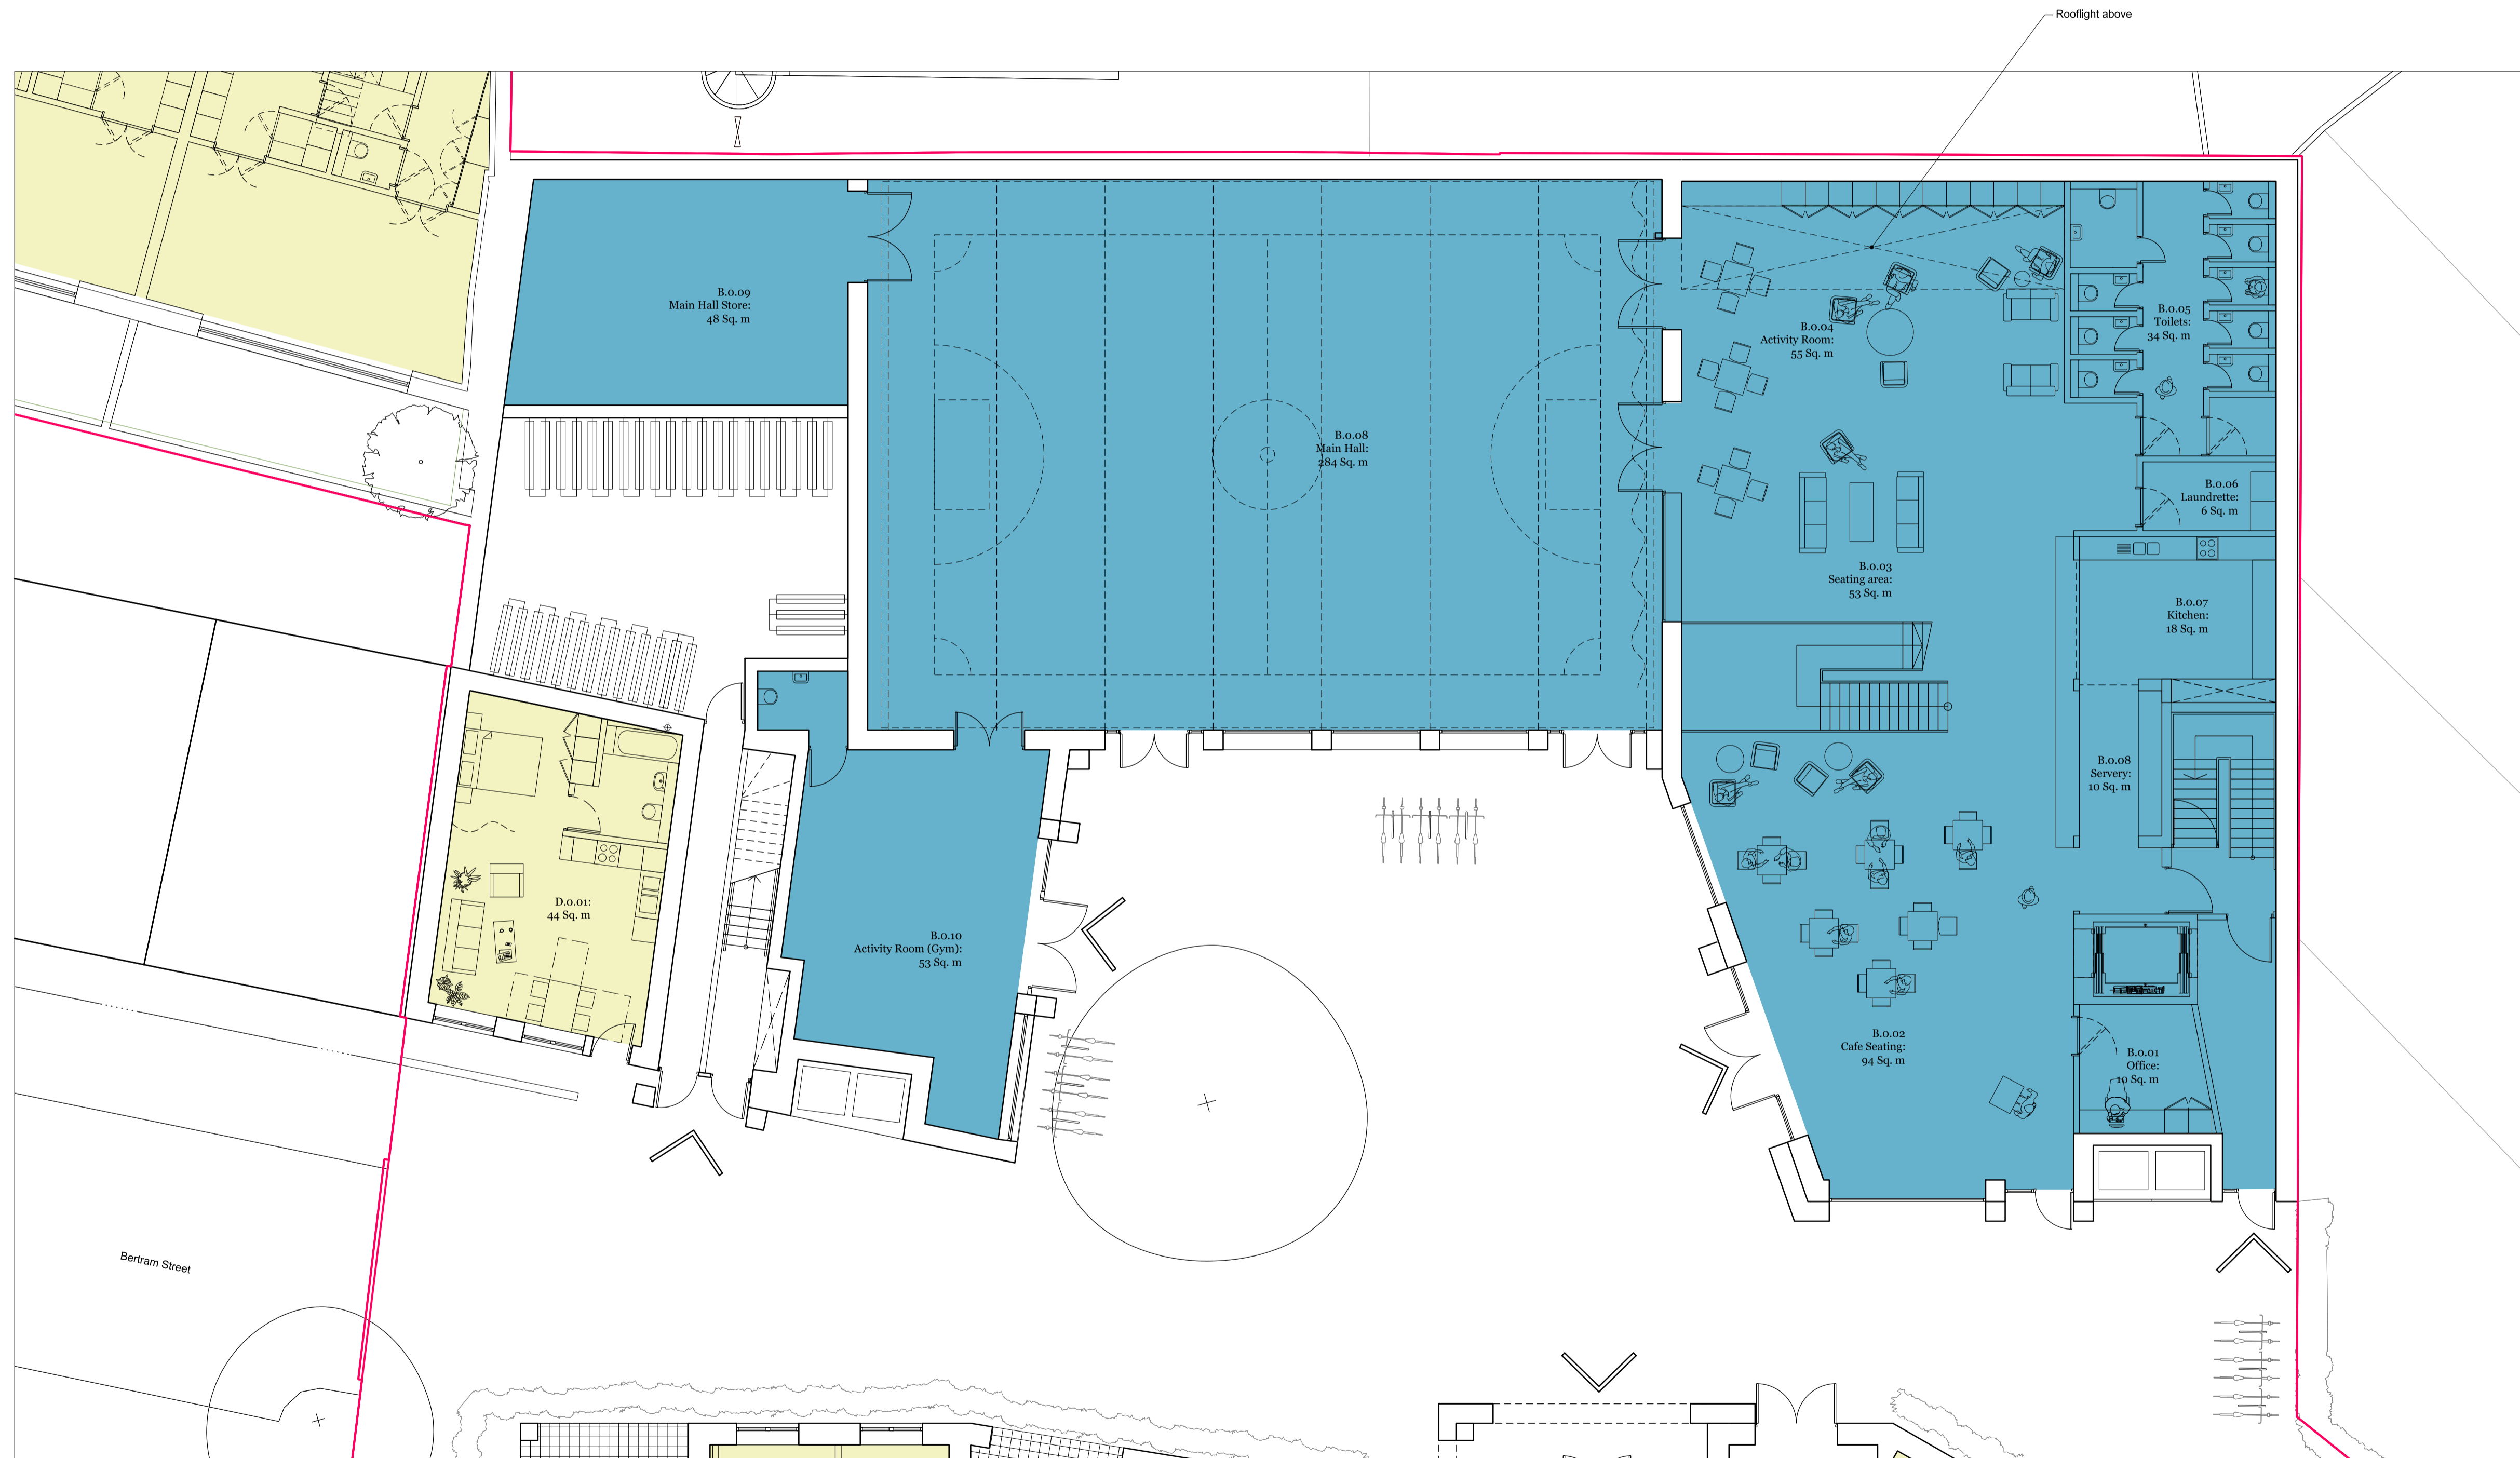 Rooflight above
B.0.09
Main Hall Store:
48 Sq. m
B.0.08
Main Hall:
284 Sq. m
B.0.04
Activity Room:
55 Sq. m
B.0.05
Toilets:
34 Sq. m
B.0.06
Laundrette:
6 Sq. m
B.0.03
Seating area:
53 Sq. m
B.0.07
Kitchen:
18 Sq. m
B.0.08
Servery:
10 Sq. m
D.0.01:
44 Sq. m
B.0.10
Activity Room (Gym):
53 Sq. m
B.0.02
Cafe Seating:
94 Sq. m
B.0.01
Office:
10 Sq. m
Bertram Street